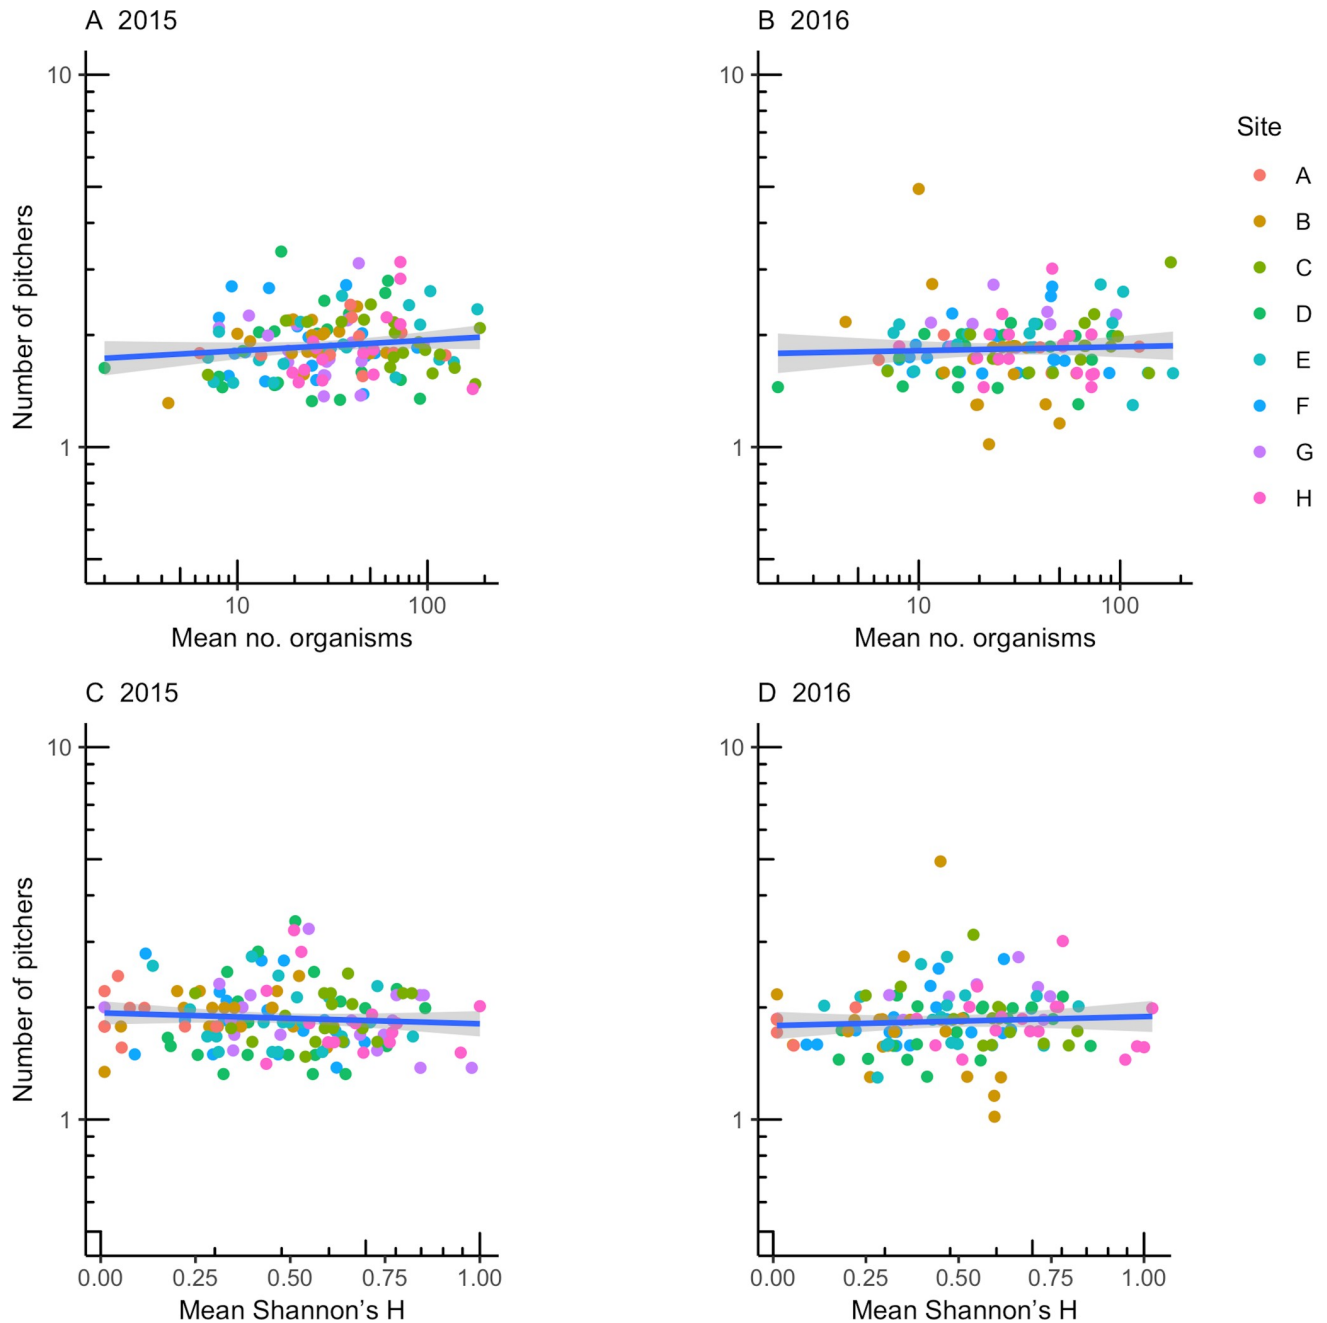 A 2015
B 2016
10
1
Number of pitchers
10
100
Mean no. organisms
10
1
10
100
Mean no. organisms
Site
A
B
C
D
E
F
G
H
C 2015
D 2016
10
1
Number of pitchers
0.00 0.25 0.50 0.75 1.00
Mean Shannon's H
10
1
0.00 0.25 0.50 0.75 1.00
Mean Shannon's H